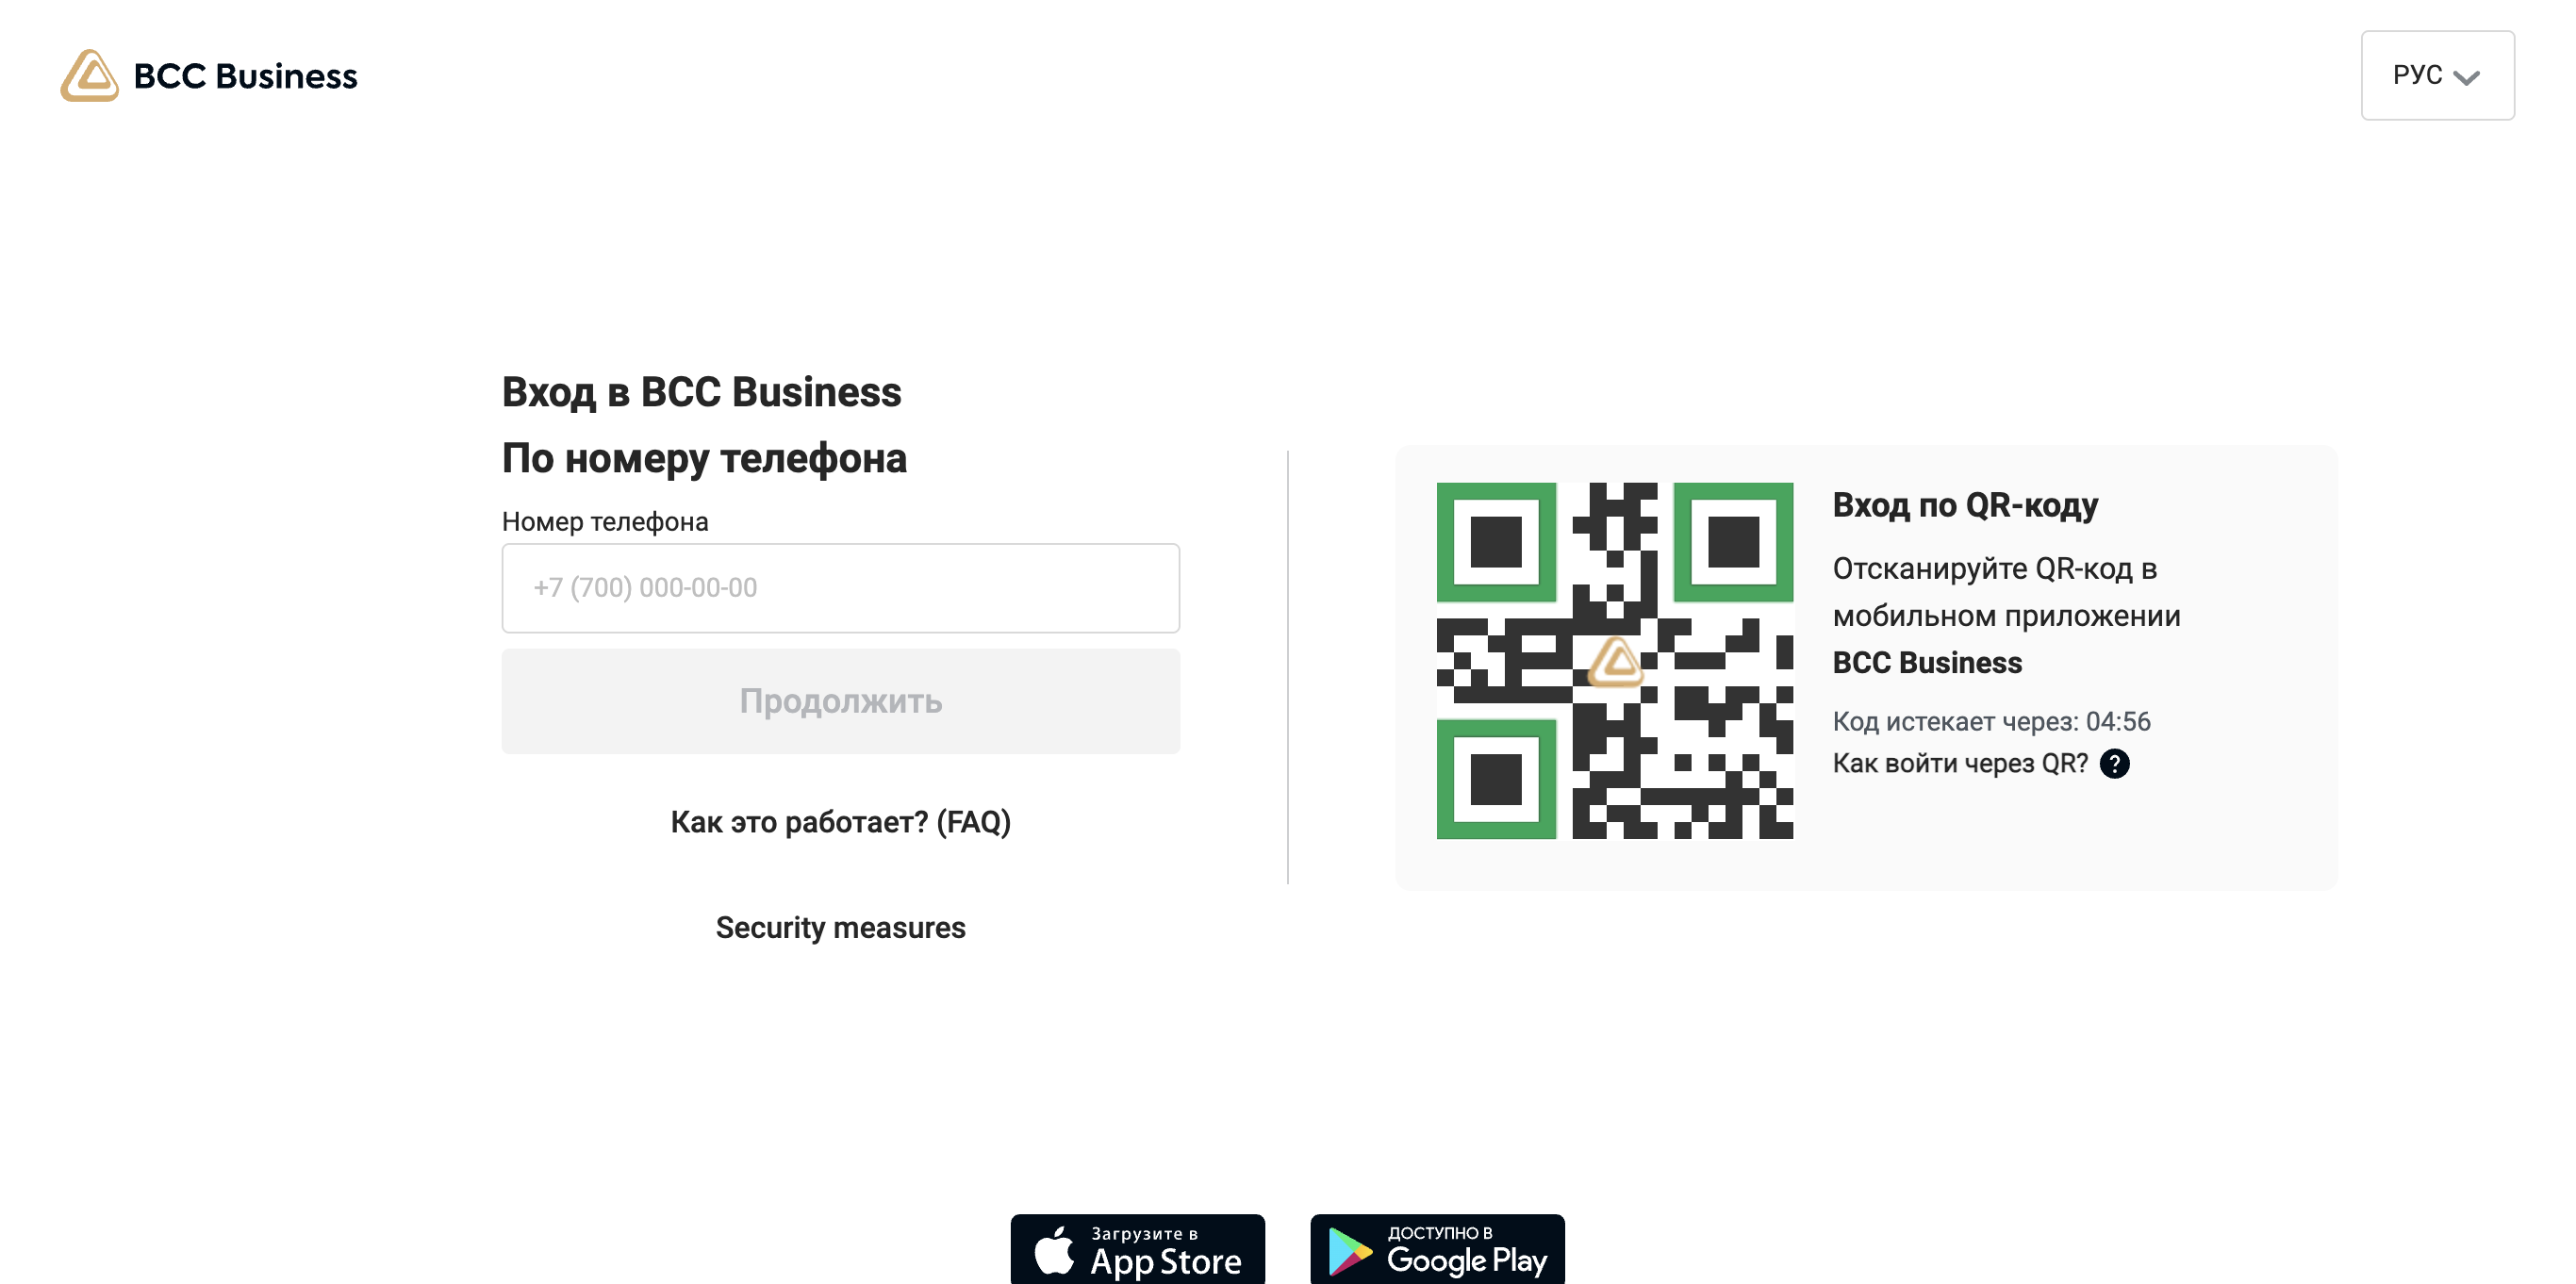 BCC Business
РУС
Вход в BCC Business
По номеру телефона
Номер телефона
+7 (700) 000-00-00
Продолжить
Как это работает? (FAQ)
Security measures
Вход по QR-коду
Отсканируйте QR-код в
мобильном приложении
BCC Business
Код истекает через: 04:56
Как войти через QR? ?
Загрузите в
App Store
ДОСТУПНО В
Google Play